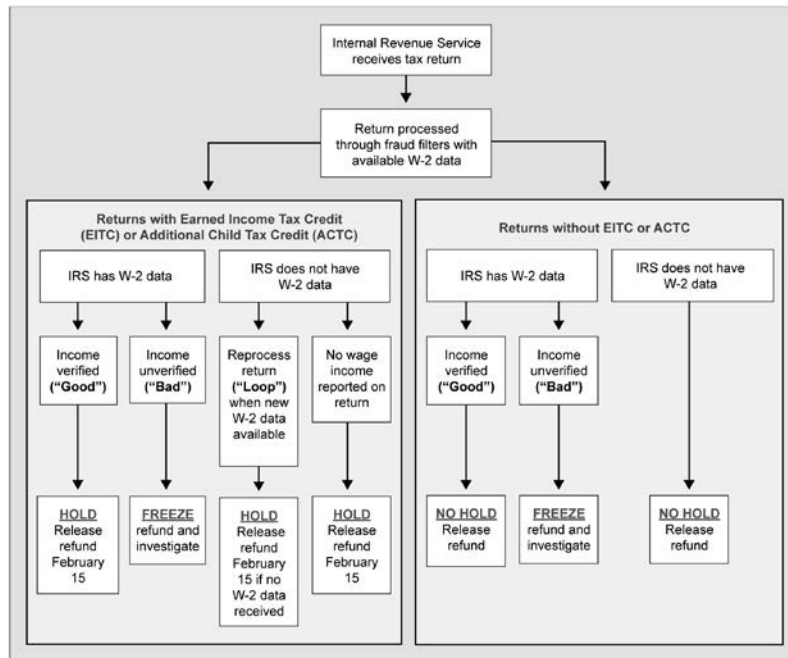 Internal Revenue Service
receives tax return
Return processed
through fraud filters with
available W-2 data
Returns with Earned Income Tax Credit
(EITC) or Additional Child Tax Credit (ACTC)
IRS has W-2 data
IRS does not have
W-2 data
Income
verified
(“Good”)
Income
unverified
(“Bad”)
Reprocess
return
(“Loop”)
when new
W-2 data
available
No wage
income
reported on
return
HOLD
Release
refund
February
15
FREEZE
refund and
investigate
HOLD
Release
refund
February
15 if no
W-2 data
received
HOLD
Release
refund
February
15
Returns without EITC or ACTC
IRS has W-2 data
IRS does not have
W-2 data
Income
verified
(“Good”)
Income
unverified
(“Bad”)
NO HOLD
Release
refund
FREEZE
refund and
investigate
NO HOLD
Release
refund